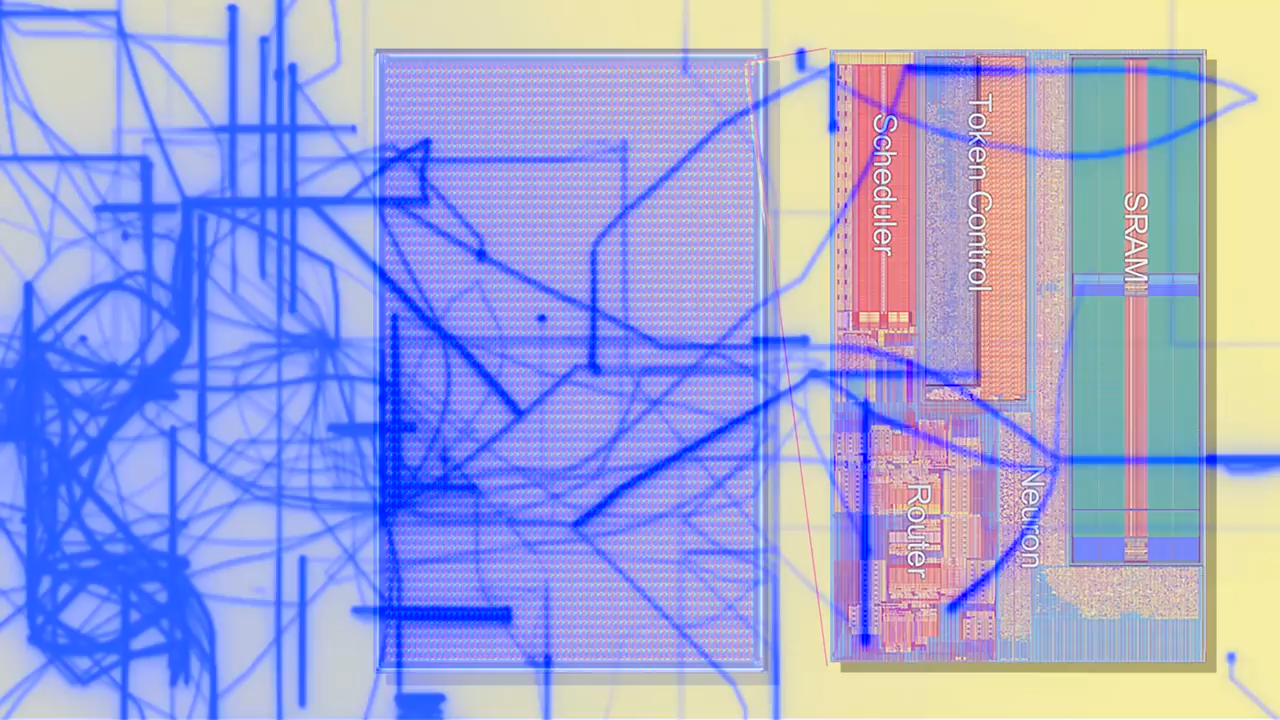 Scheduler
Token Control
SRAM
Router
Neuron